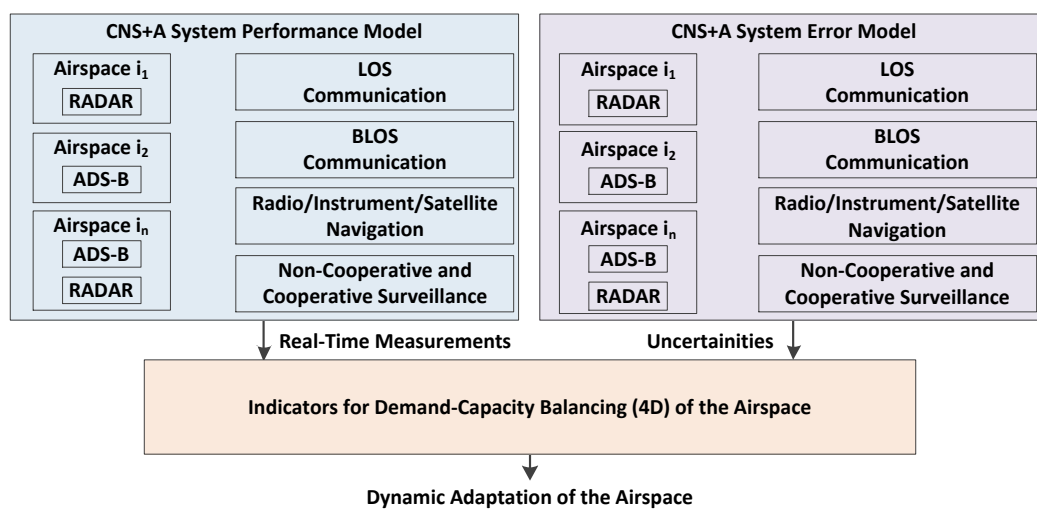 CNS+A System Performance Model
Airspace i1
RADAR
Airspace i2
ADS-B
Airspace in
ADS-B
RADAR
LOS
Communication
BLOS
Communication
Radio/Instrument/Satellite
Navigation
Non-Cooperative and
Cooperative Surveillance
CNS+A System Error Model
Airspace i1
RADAR
Airspace i2
ADS-B
Airspace in
ADS-B
RADAR
LOS
Communication
BLOS
Communication
Radio/Instrument/Satellite
Navigation
Non-Cooperative and
Cooperative Surveillance
Real-Time Measurements
Uncertainities
Indicators for Demand-Capacity Balancing (4D) of the Airspace
Dynamic Adaptation of the Airspace